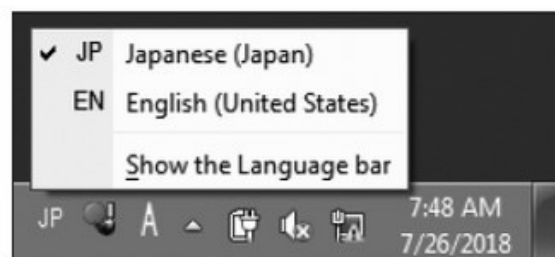 ✔ JP Japanese (Japan)
EN English (United States)
Show the Language bar
JP A 7:48 AM
7/26/2018